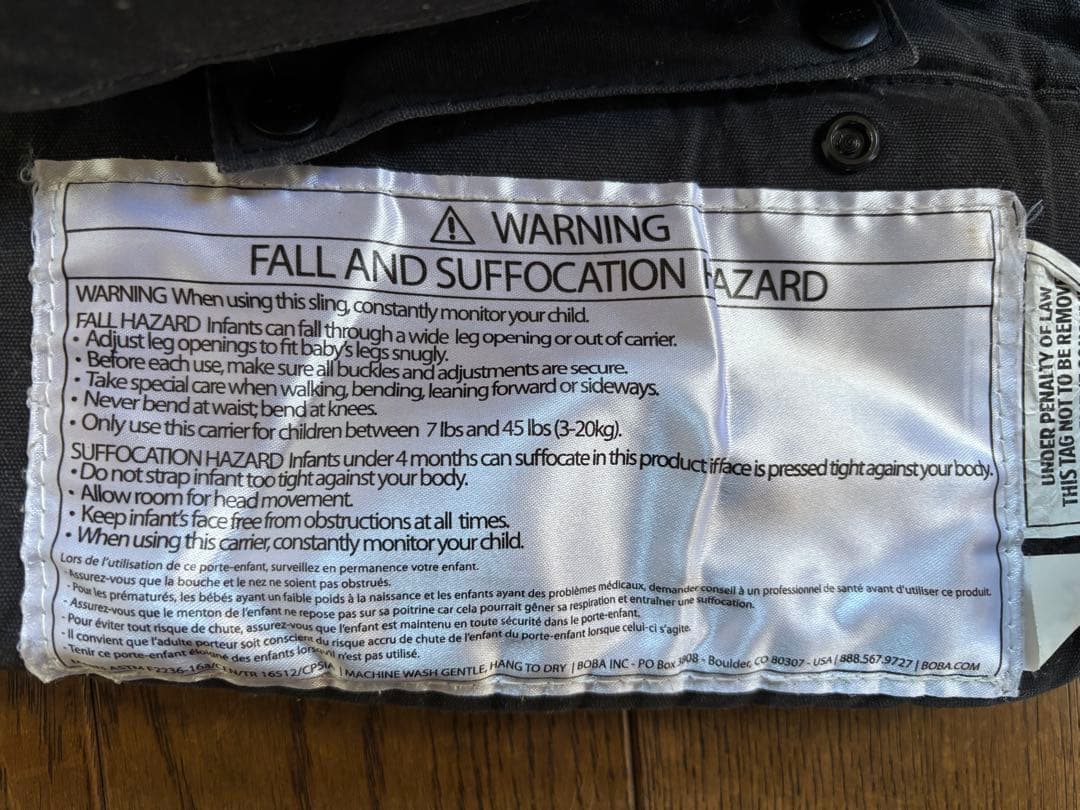 WARNING
FALL AND SUFFOCATION HAZARD
WARNING When using this sling, constantly monitor your child.
FALL HAZARD Infants can fall through a wide leg opening or out of carrier.
• Adjust leg openings to fit baby's legs snugly.
• Before each use, make sure all buckles and adjustments are secure.
• Take special care when walking, bending, leaning forward or sideways.
• Never bend at waist; bend at knees.
• Only use this carrier for children between 7 lbs and 45 lbs (3-20kg).
SUFFOCATION HAZARD Infants under 4 months can suffocate in this product if face is pressed tight against your body.
• Do not strap infant too tight against your body.
• Allow room for head movement.
• Keep infant's face free from obstructions at all times.
• When using this carrier, constantly monitor your child.
Lors de l'utilisation de ce porte-enfant, surveillez en permanence votre enfant.
- Assurez-vous que la bouche et le nez ne soient pas obstrués.
- Pour les prématurés, les bébés ayant un faible poids à la naissance et les enfants ayant des problèmes médicaux, demander conseil à un professionnel de santé avant d'utiliser ce produit.
- Assurez-vous que le menton de l'enfant ne repose pas sur sa poitrine car cela pourrait gêner sa respiration et entraîner une suffocation.
- Pour éviter tout risque de chute, assurez-vous que l'enfant est maintenu en toute sécurité dans le porte-enfant.
- Il convient que l'adulte porteur soit conscient du risque accru de chute de l'enfant du porte-enfant lorsque celui-ci s'agite.
- Tenir ce porte-enfant éloigné des enfants lorsqu'il n'est pas utilisé.
ASTM F2236-16a/CEN/TR 16512/CPSIA | MACHINE WASH GENTLE, HANG TO DRY | BOBA INC - PO Box 3808 - Boulder, CO 80307 - USA | 888.567.9727 | BOBA.COM
UNDER PENALTY OF LAW
THIS TAG NOT TO BE REMOV